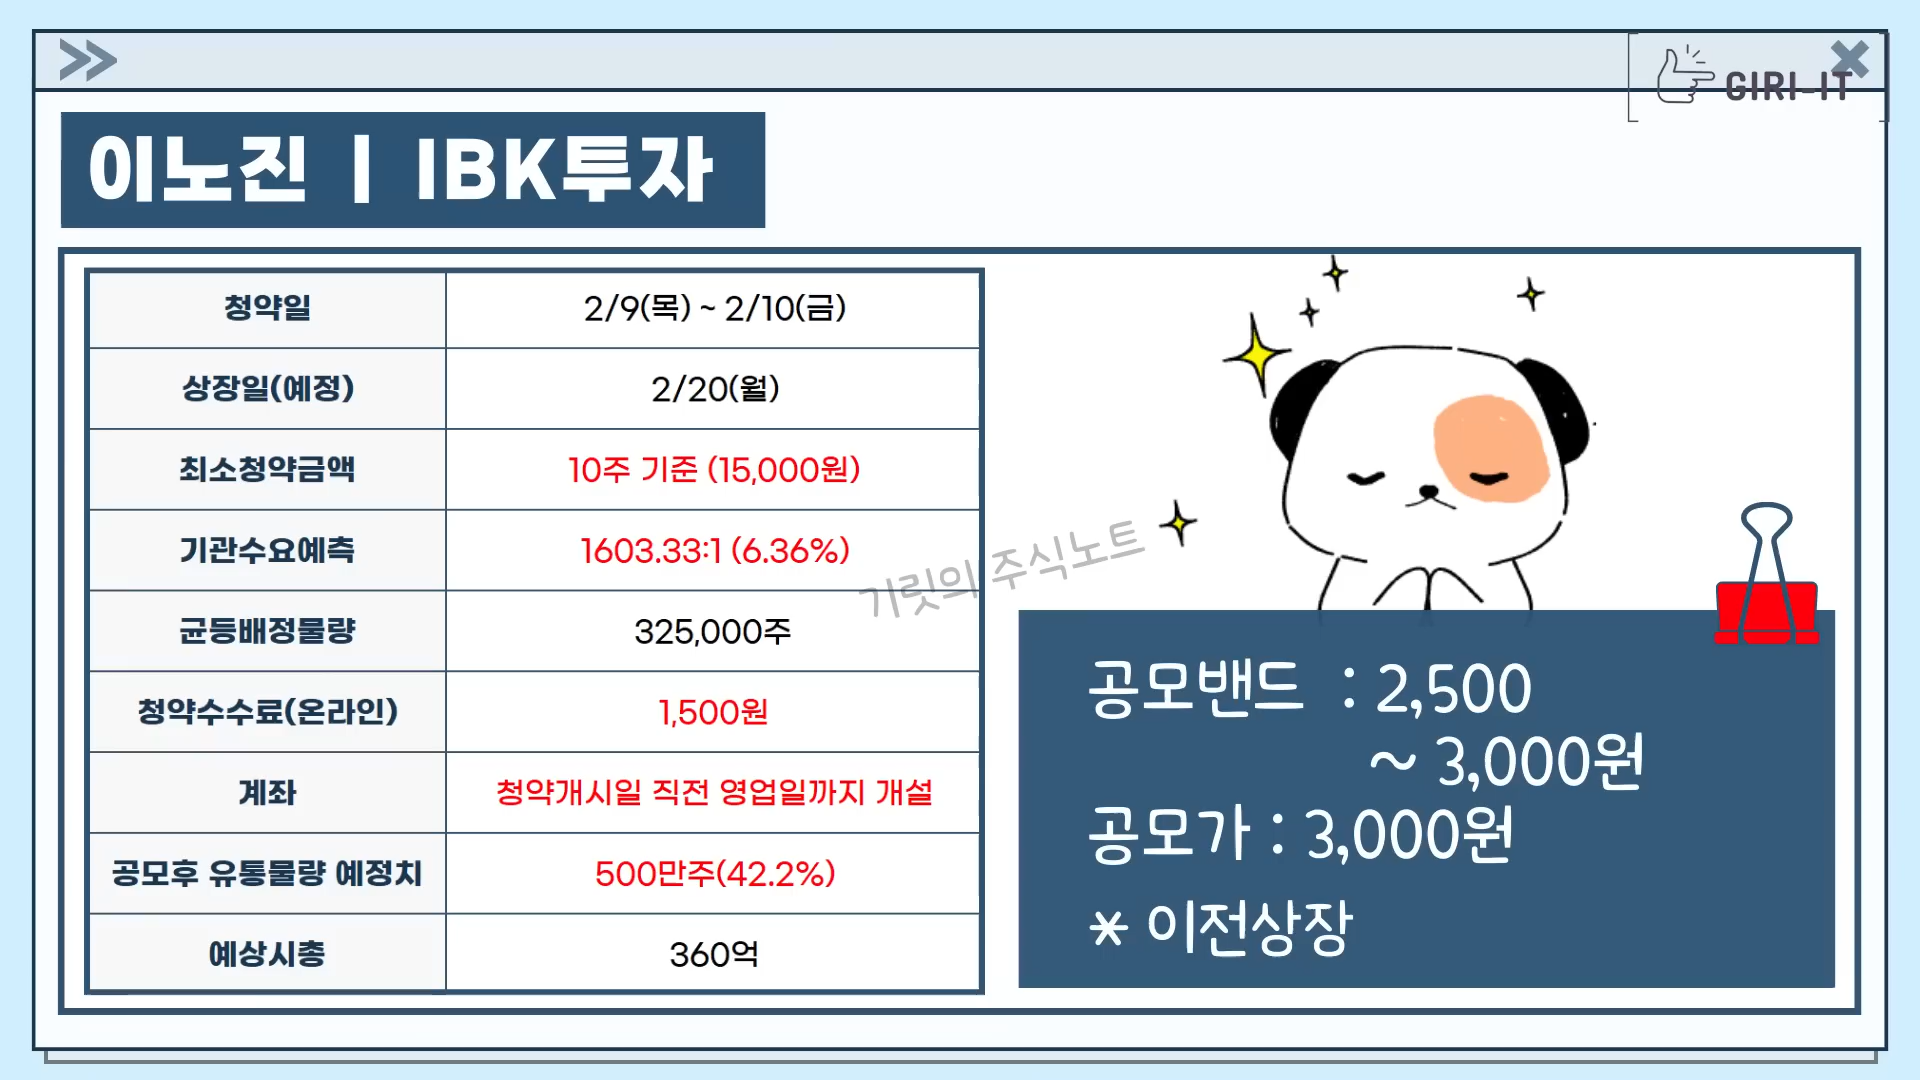 GIRI-IT
이노진 | IBK투자
청약일 2/9(목) ~ 2/10(금)
상장일(예정) 2/20(월)
최소청약금액 10주 기준 (15,000원)
기관수요예측 1603.33:1 (6.36%)
균등배정물량 325,000주
청약수수료(온라인) 1,500원
계좌 청약개시일 직전 영업일까지 개설
공모후 유통물량 예정치 500만주(42.2%)
예상시총 360억
기릿의 주식노트
공모밴드 : 2,500
~ 3,000원
공모가 : 3,000원
* 이전상장